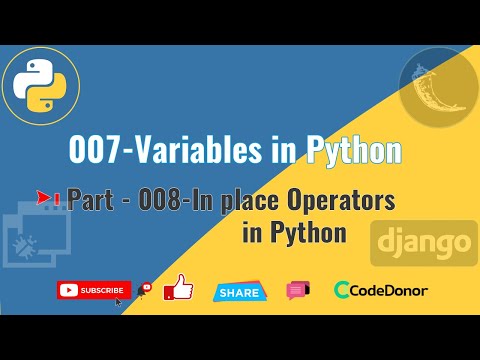 007-Variables in Python
Part - 008-In place Operators
in Python
django
SUBSCRIBE
SHARE
CodeDonor